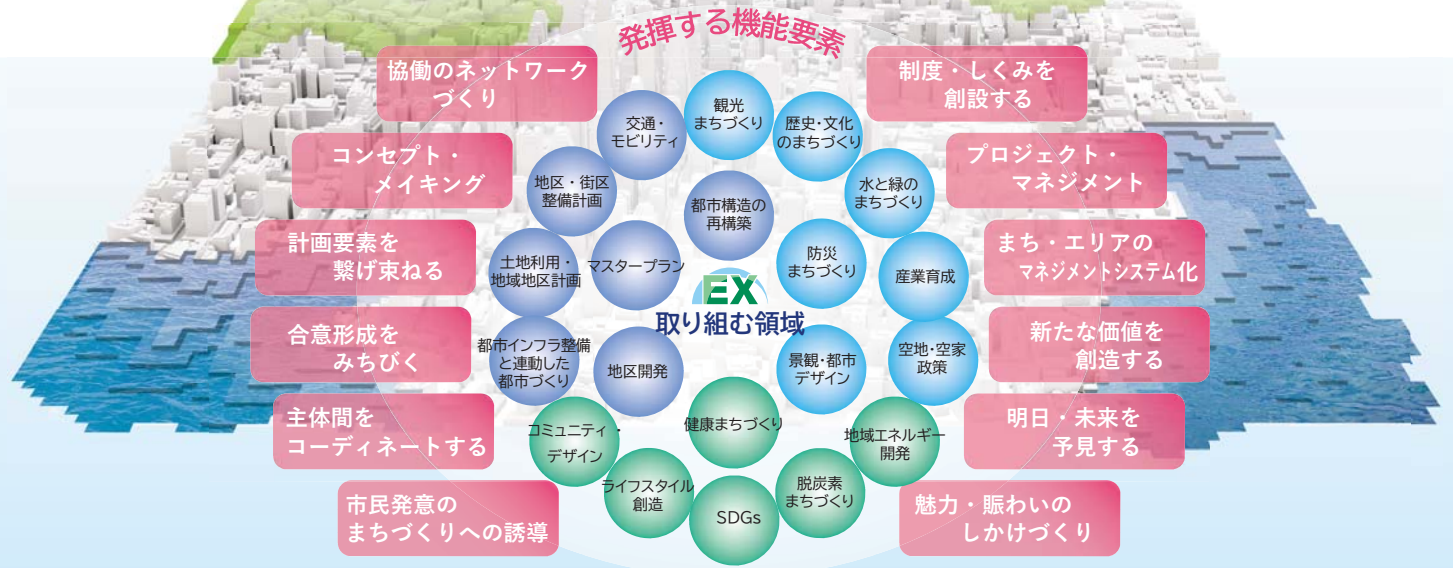 発揮する機能要素
協働のネットワーク
づくり
コンセプト・
メイキング
計画要素を
繋げ束ねる
合意形成を
みちびく
主体間を
コーディネートする
市民発意の
まちづくりへの誘導
制度・しくみを
創設する
プロジェクト・
マネジメント
まち・エリアの
マネジメントシステム化
新たな価値を
創造する
明日・未来を
予見する
魅力・賑わいの
しかけづくり
交通・
モビリティ
観光
まちづくり
歴史・文化
のまちづくり
地区・街区
整備計画
都市構造の
再構築
水と緑の
まちづくり
土地利用・
地域地区計画
マスタープラン
防災
まちづくり
産業育成
EX
取り組む領域
都市インフラ整備
と連動した
都市づくり
地区開発
景観・都市
デザイン
空地・空家
政策
コミュニティ・
デザイン
健康まちづくり
地域エネルギー
開発
ライフスタイル
創造
SDGs
脱炭素
まちづくり